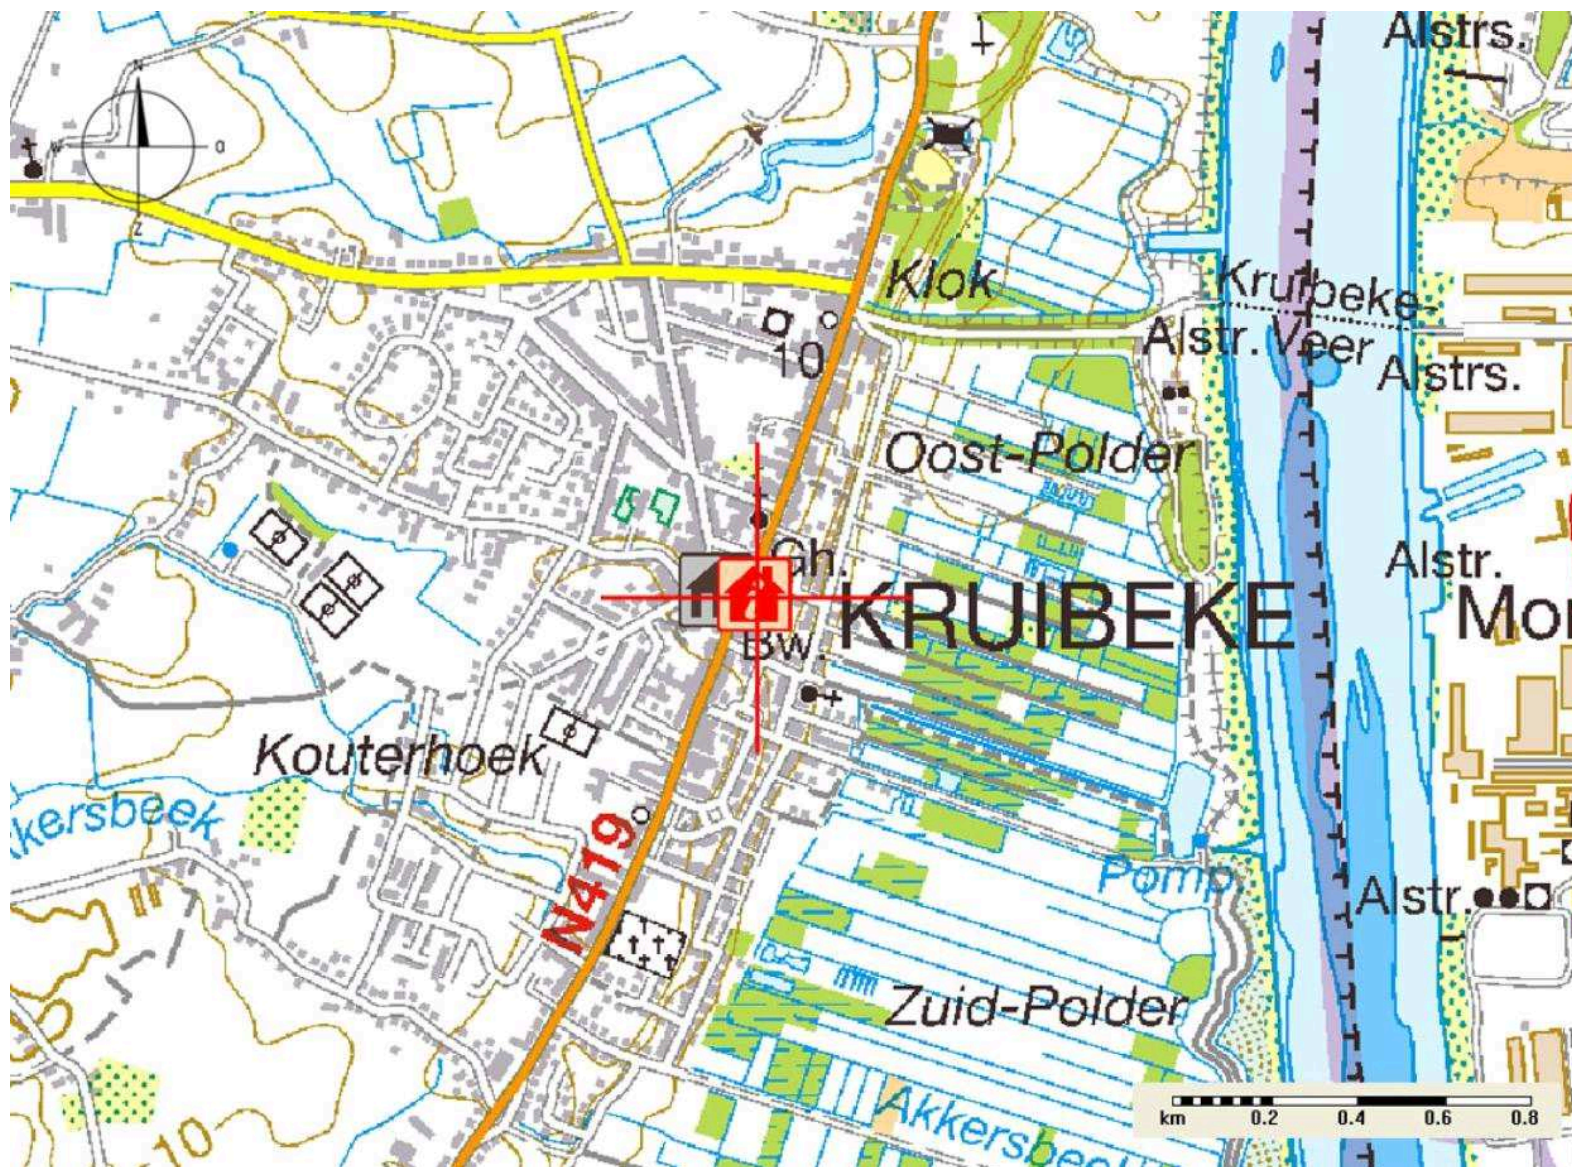 Alstrs.
N
W
O
Z
Klok
Kruibeke
Alstr. Veer
10
Alstrs.
Oost-Polder
Gh.
Alstr.
KRUIBEKE
Mor
Bw.
Kouterhoek
kersbeek
N419
Pomp.
Alstr.
Zuid-Polder
Akkersbeek
10
km 0.2 0.4 0.6 0.8